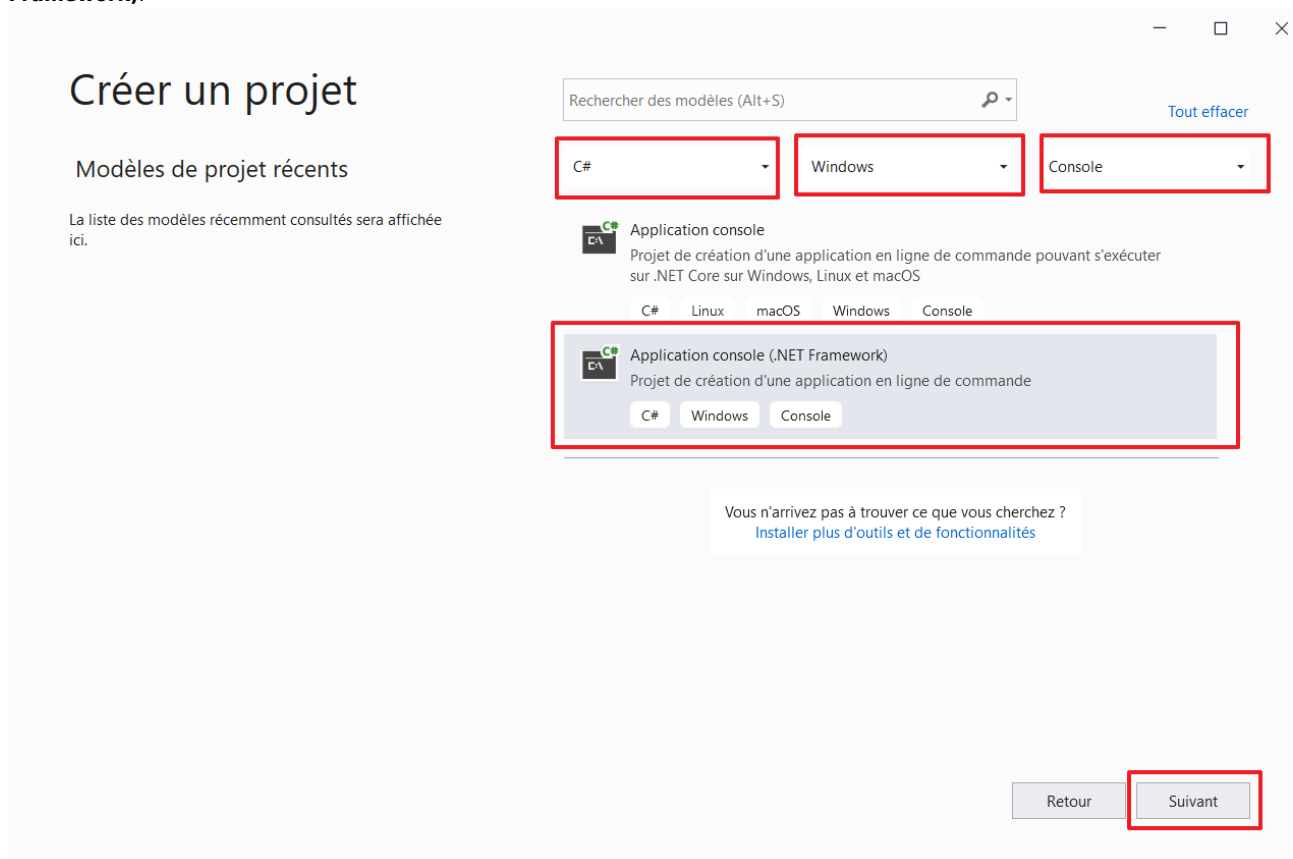 Framework).
Créer un projet
Rechercher des modèles (Alt+S)
Tout effacer
Modèles de projet récents
C#
Windows
Console
La liste des modèles récemment consultés sera affichée
ici.
C#
Application console
Projet de création d'une application en ligne de commande pouvant s'exécuter
sur .NET Core sur Windows, Linux et macOS
C# Linux macOS Windows Console
C#
Application console (.NET Framework)
Projet de création d'une application en ligne de commande
C# Windows Console
Vous n'arrivez pas à trouver ce que vous cherchez ?
Installer plus d'outils et de fonctionnalités
Retour
Suivant